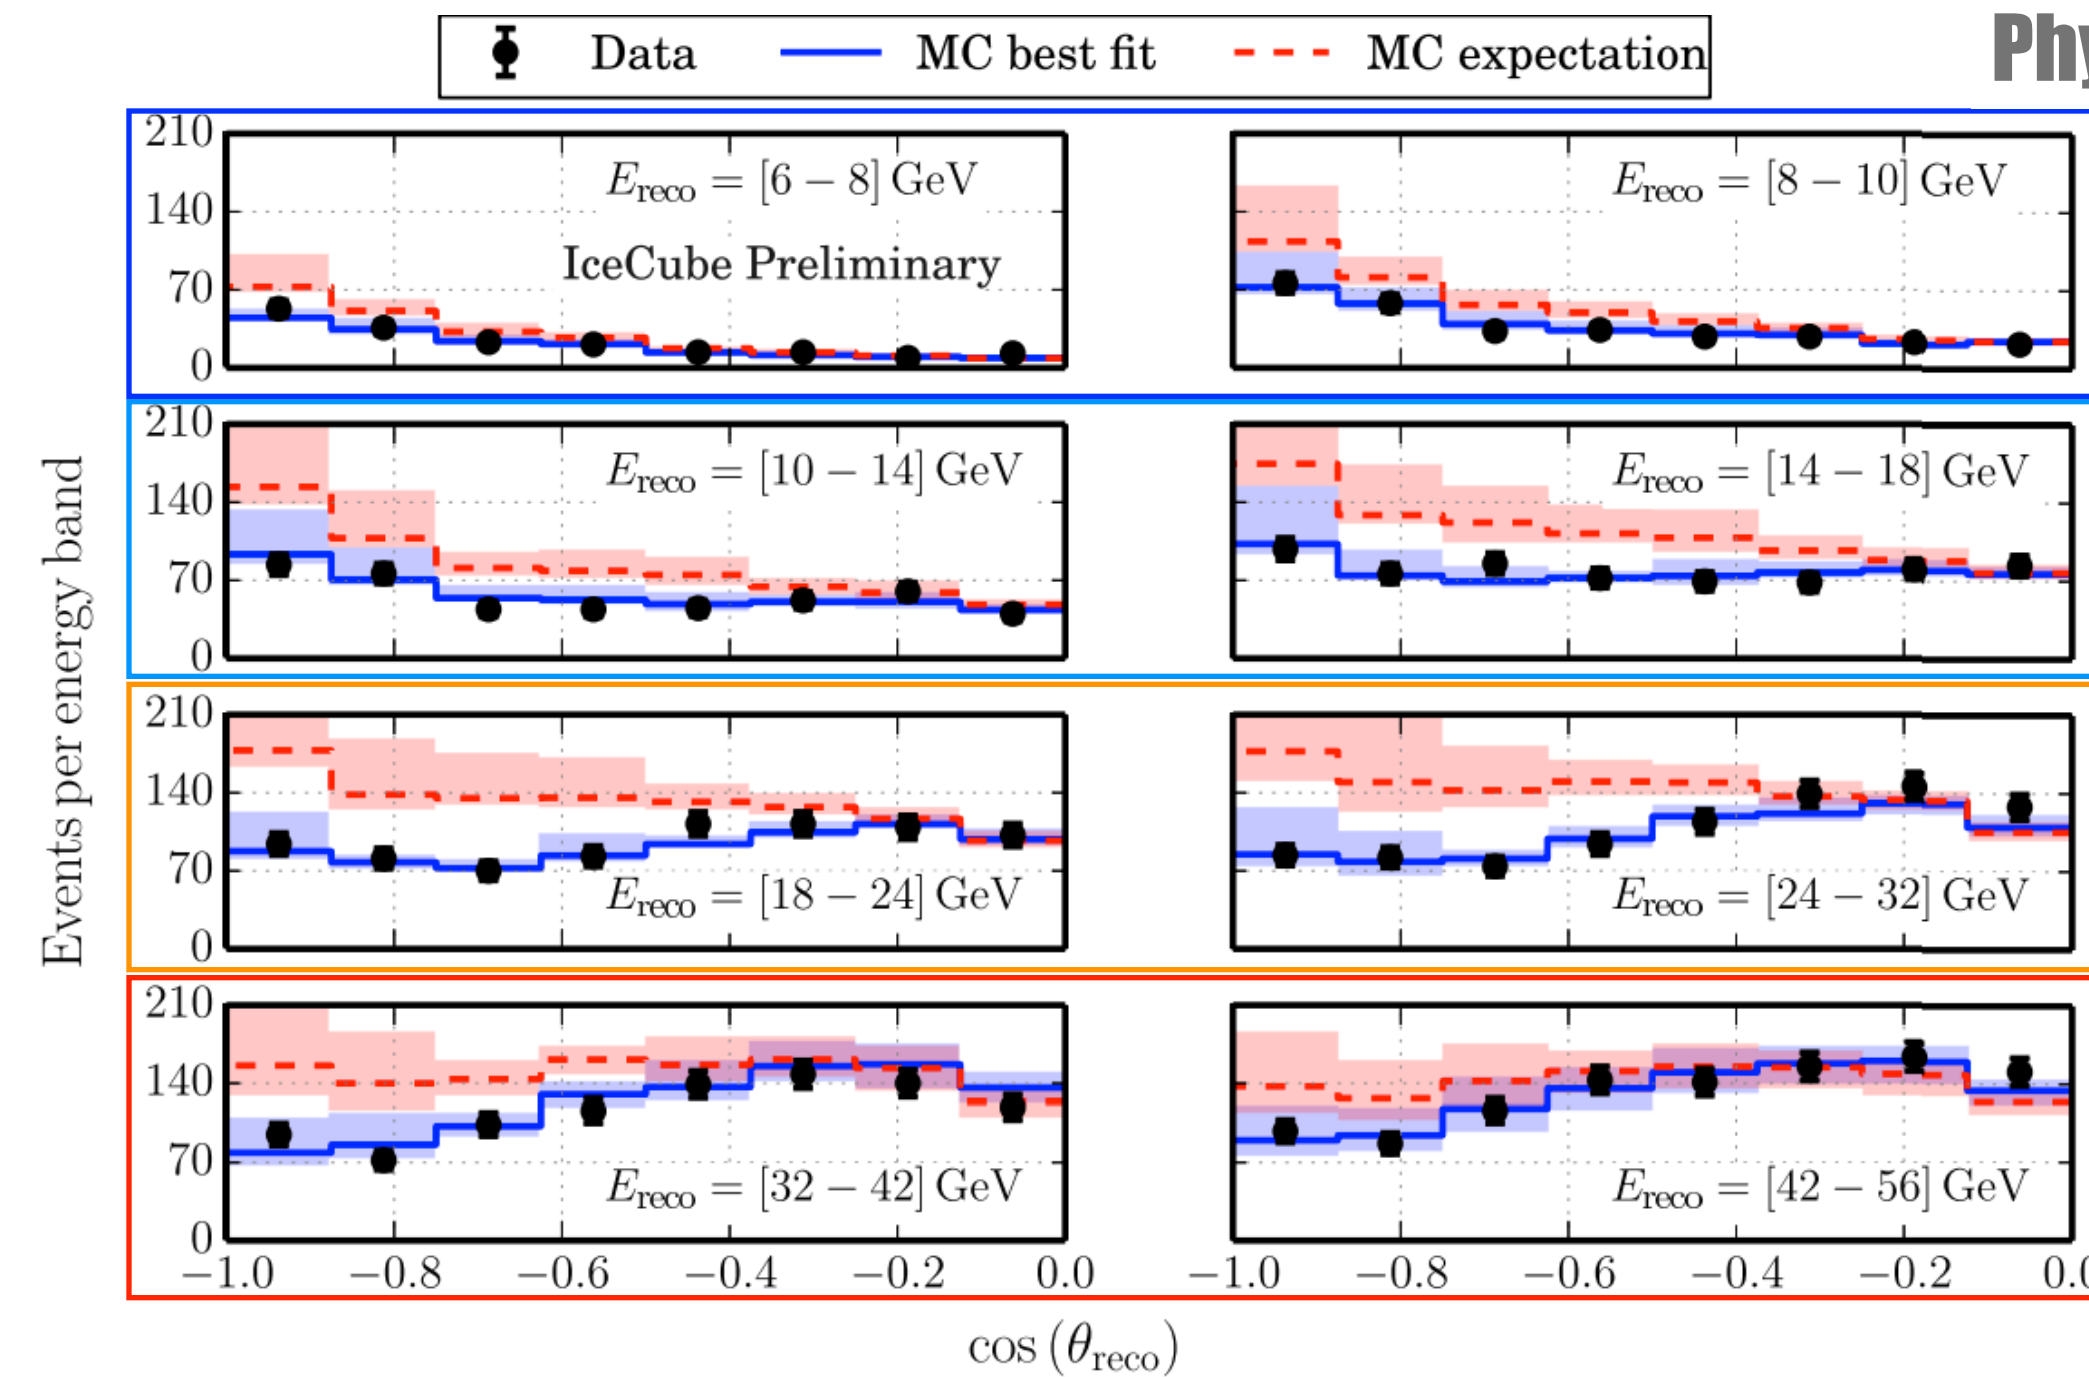 Data MC best fit MC expectation
Phy
Events per energy band
210
140
70
0
E_reco = [6 − 8] GeV
IceCube Preliminary
E_reco = [8 − 10] GeV
210
140
70
0
E_reco = [10 − 14] GeV
E_reco = [14 − 18] GeV
210
140
70
0
E_reco = [18 − 24] GeV
E_reco = [24 − 32] GeV
210
140
70
0
E_reco = [32 − 42] GeV
E_reco = [42 − 56] GeV
−1.0 −0.8 −0.6 −0.4 −0.2 0.0
−1.0 −0.8 −0.6 −0.4 −0.2 0.0
cos (θ_reco)